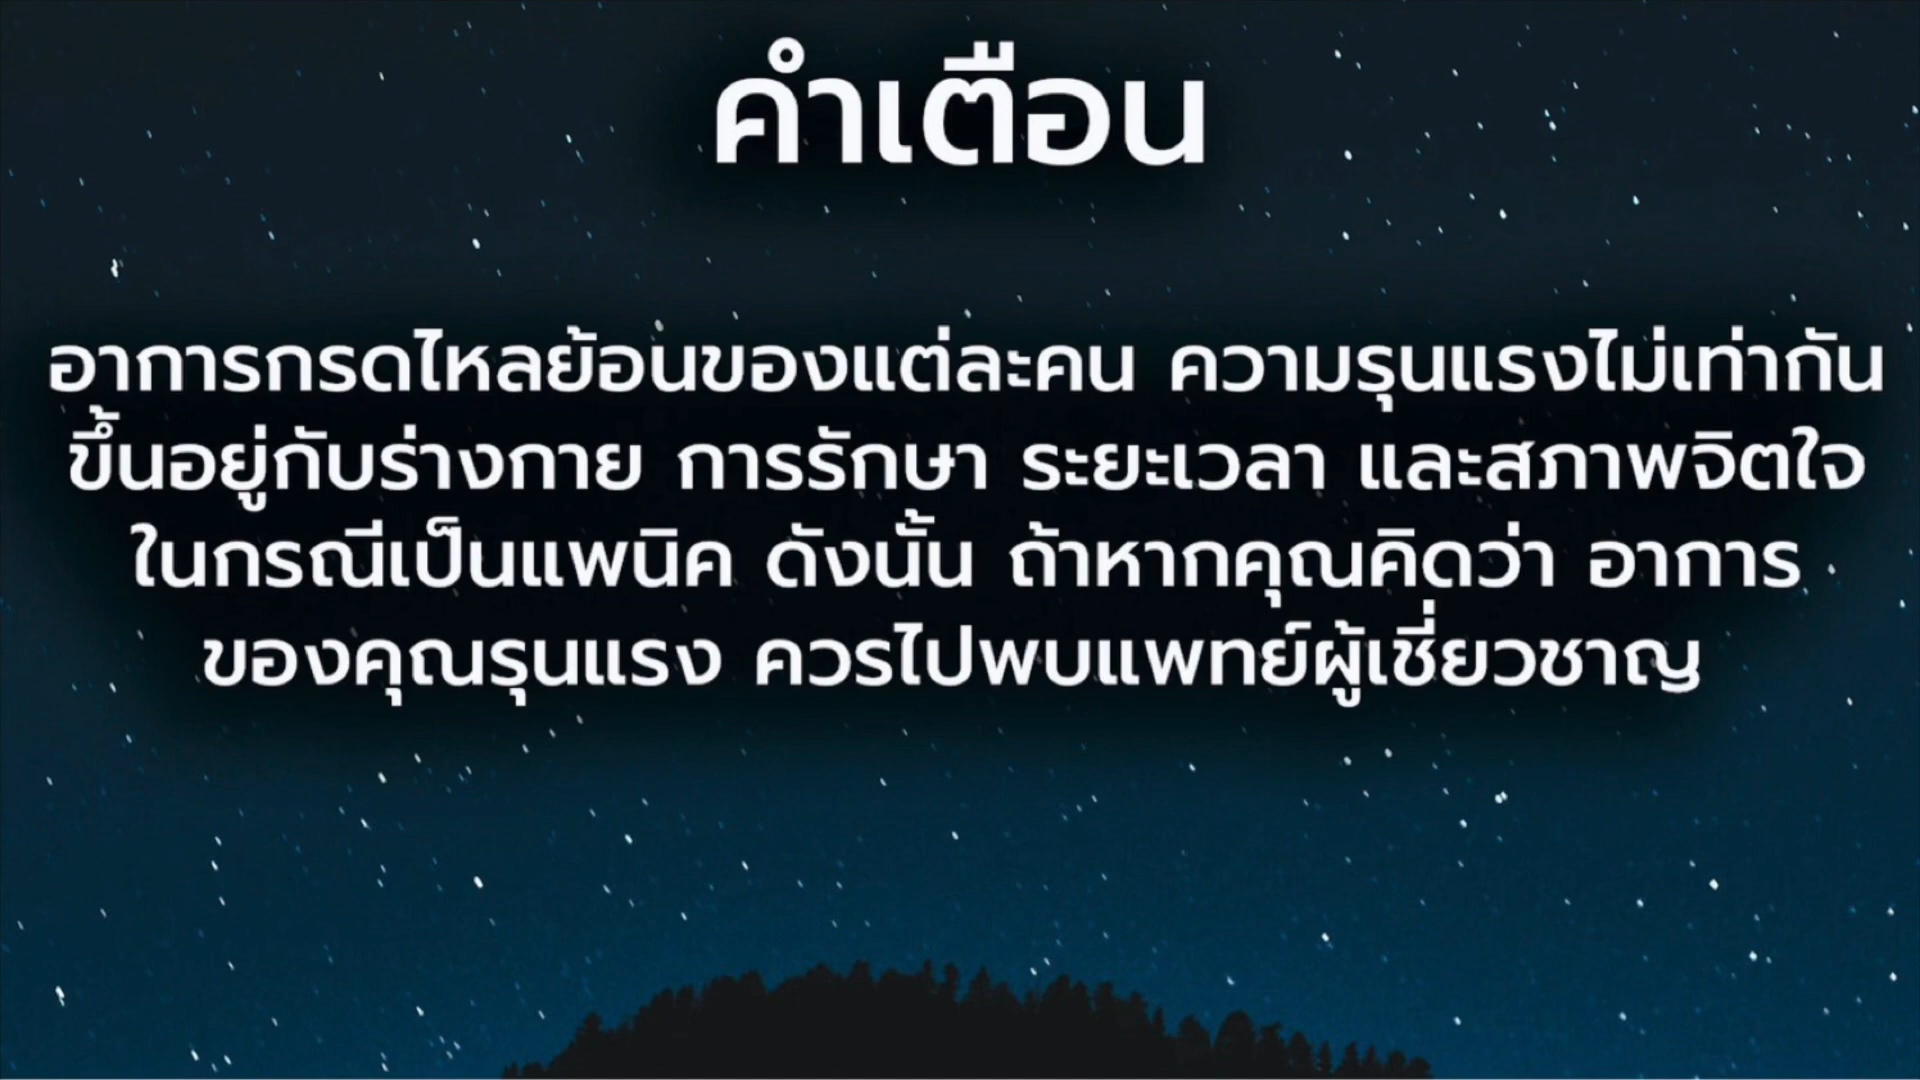 คำเตือน
อาการกรดไหลย้อนของแต่ละคน ความรุนแรงไม่เท่ากัน
ขึ้นอยู่กับร่างกาย การรักษา ระยะเวลา และสภาพจิตใจ
ในกรณีเป็นแพนิค ดังนั้น ถ้าหากคุณคิดว่า อาการ
ของคุณรุนแรง ควรไปพบแพทย์ผู้เชี่ยวชาญ